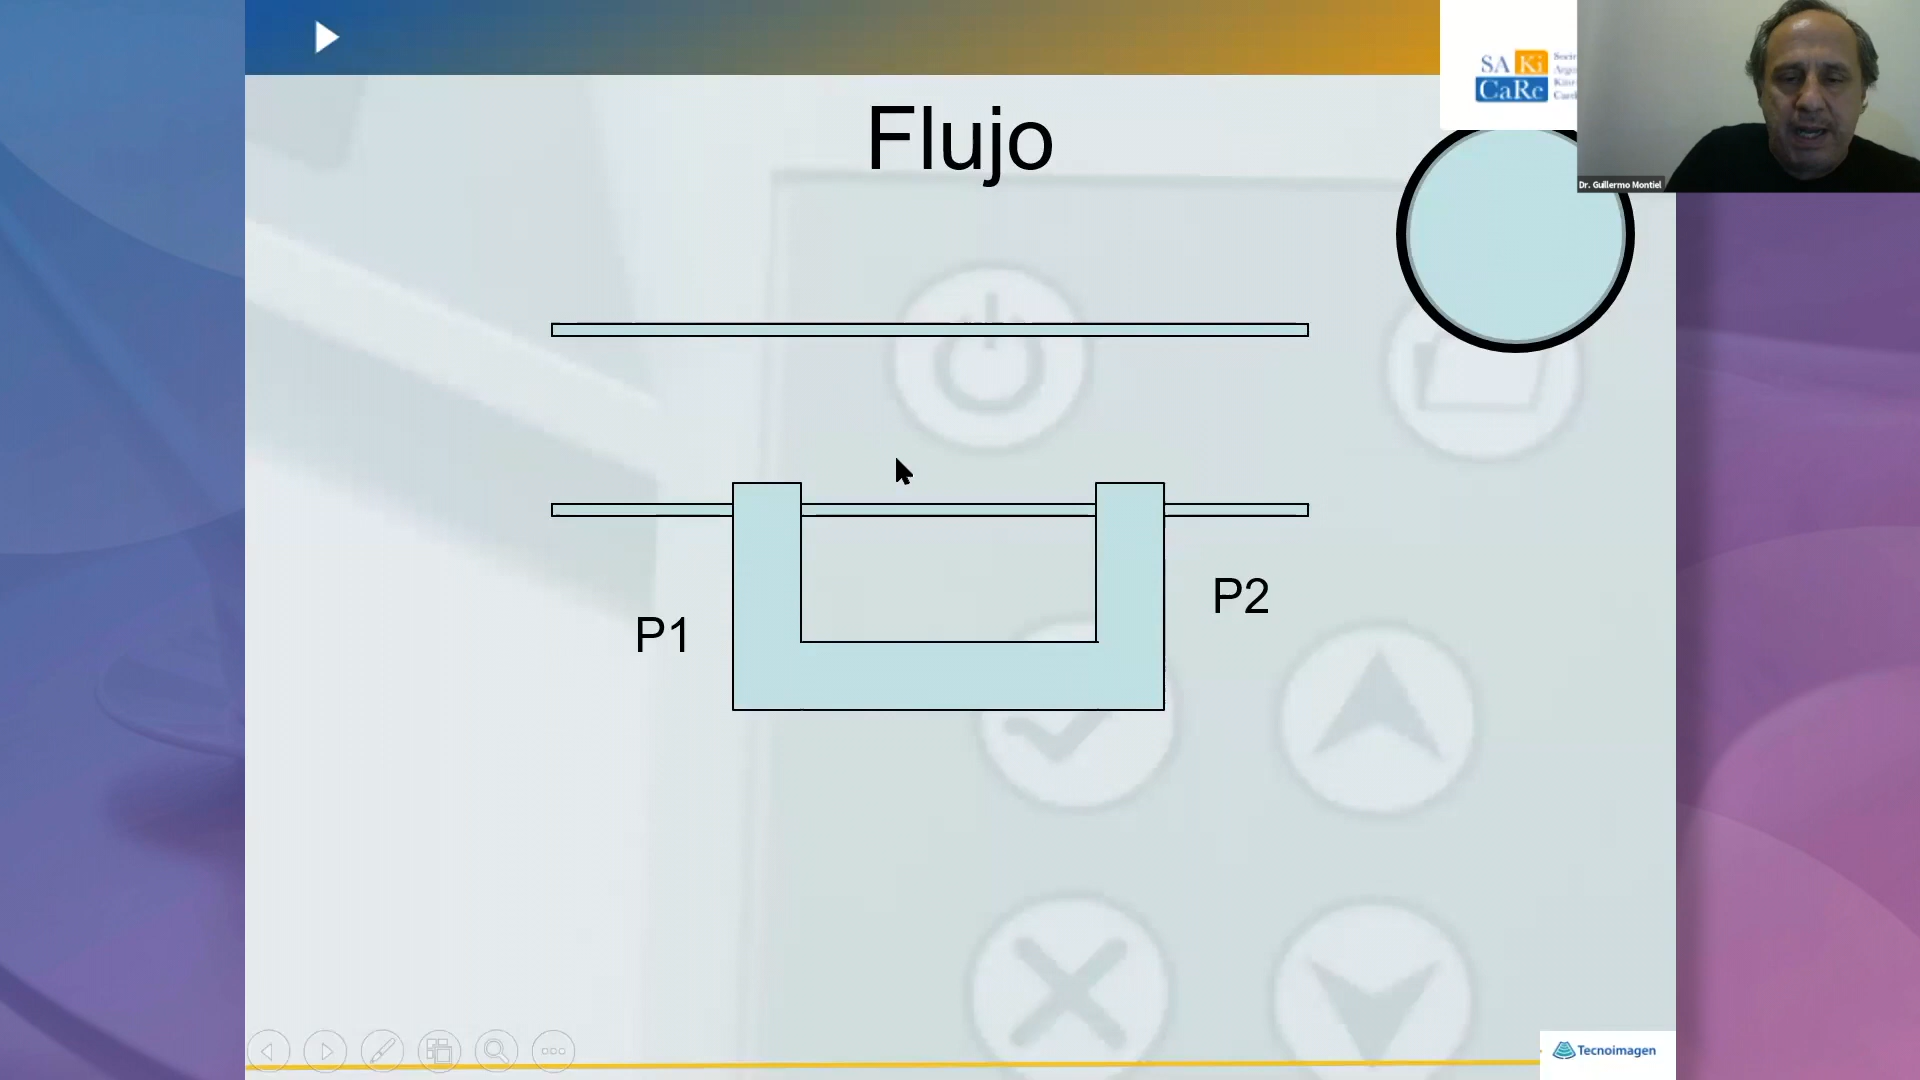 Flujo
SA Ki
CaRe
Dr. Guillermo Montiel
P1
P2
Tecnoimagen